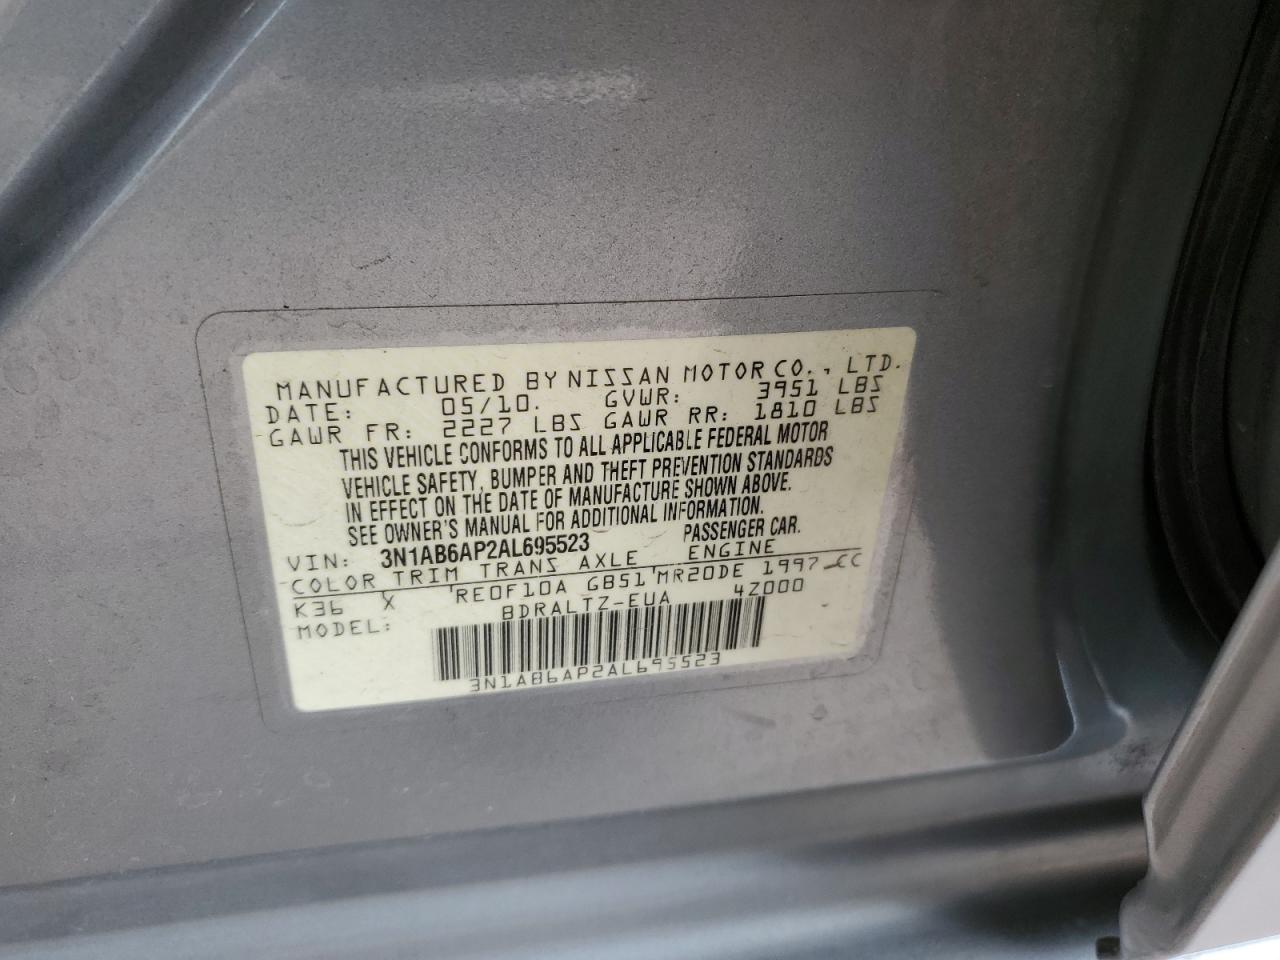 MANUFACTURED BY NISSAN MOTOR CO., LTD.
DATE: 05/10. GVWR: 3951 LBS
GAWR FR: 2227 LBS GAWR RR: 1810 LBS
THIS VEHICLE CONFORMS TO ALL APPLICABLE FEDERAL MOTOR
VEHICLE SAFETY, BUMPER AND THEFT PREVENTION STANDARDS
IN EFFECT ON THE DATE OF MANUFACTURE SHOWN ABOVE.
SEE OWNER'S MANUAL FOR ADDITIONAL INFORMATION.
VIN: 3N1AB6AP2AL695523 PASSENGER CAR.
COLOR TRIM TRANS AXLE ENGINE
K36 X RE0F10A GB51 MR20DE 1997 CC
MODEL: BDRALTZ-EUA 4Z000
3N1AB6AP2AL695523